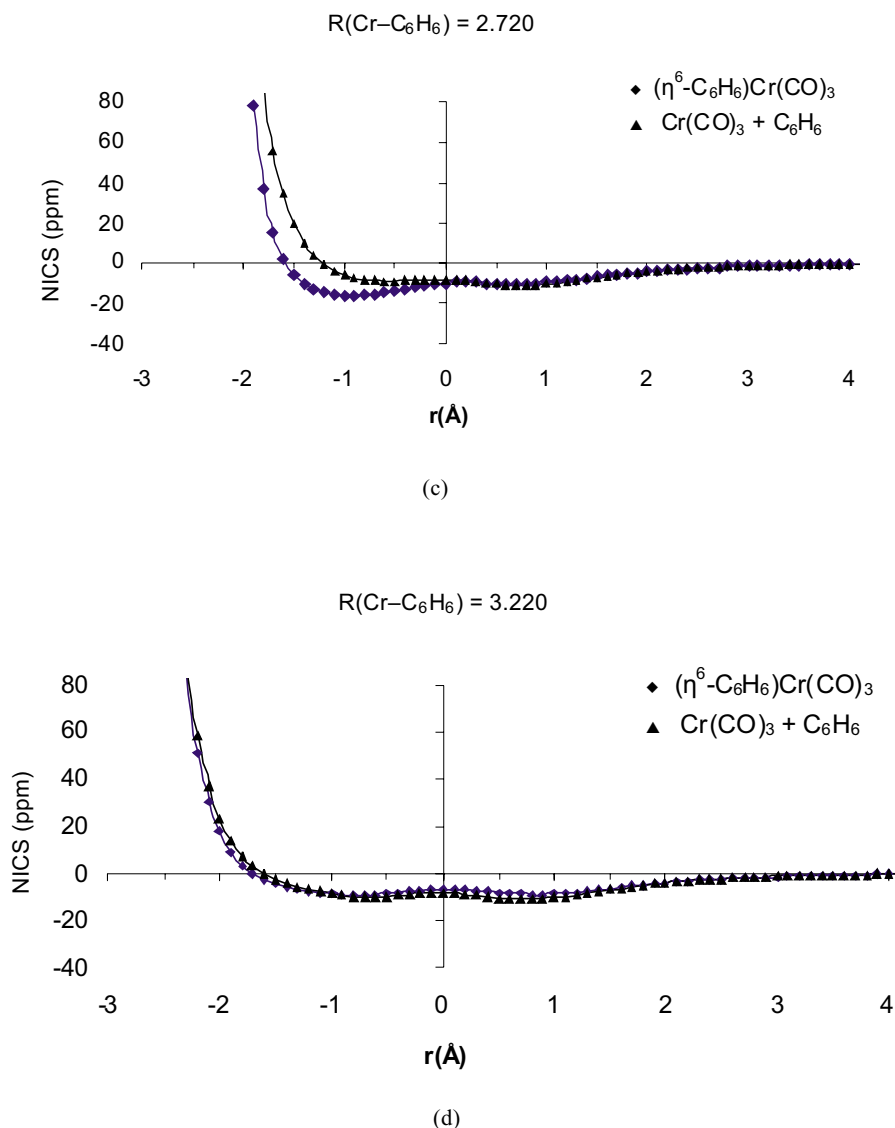 R(Cr–C₆H₆) = 2.720
(η⁶-C₆H₆)Cr(CO)₃
Cr(CO)₃ + C₆H₆
NICS (ppm)
80
60
40
20
0
-20
-40
-3 -2 -1 0 1 2 3 4
r(Å)
(c)
R(Cr–C₆H₆) = 3.220
(η⁶-C₆H₆)Cr(CO)₃
Cr(CO)₃ + C₆H₆
NICS (ppm)
80
60
40
20
0
-20
-40
-3 -2 -1 0 1 2 3 4
r(Å)
(d)